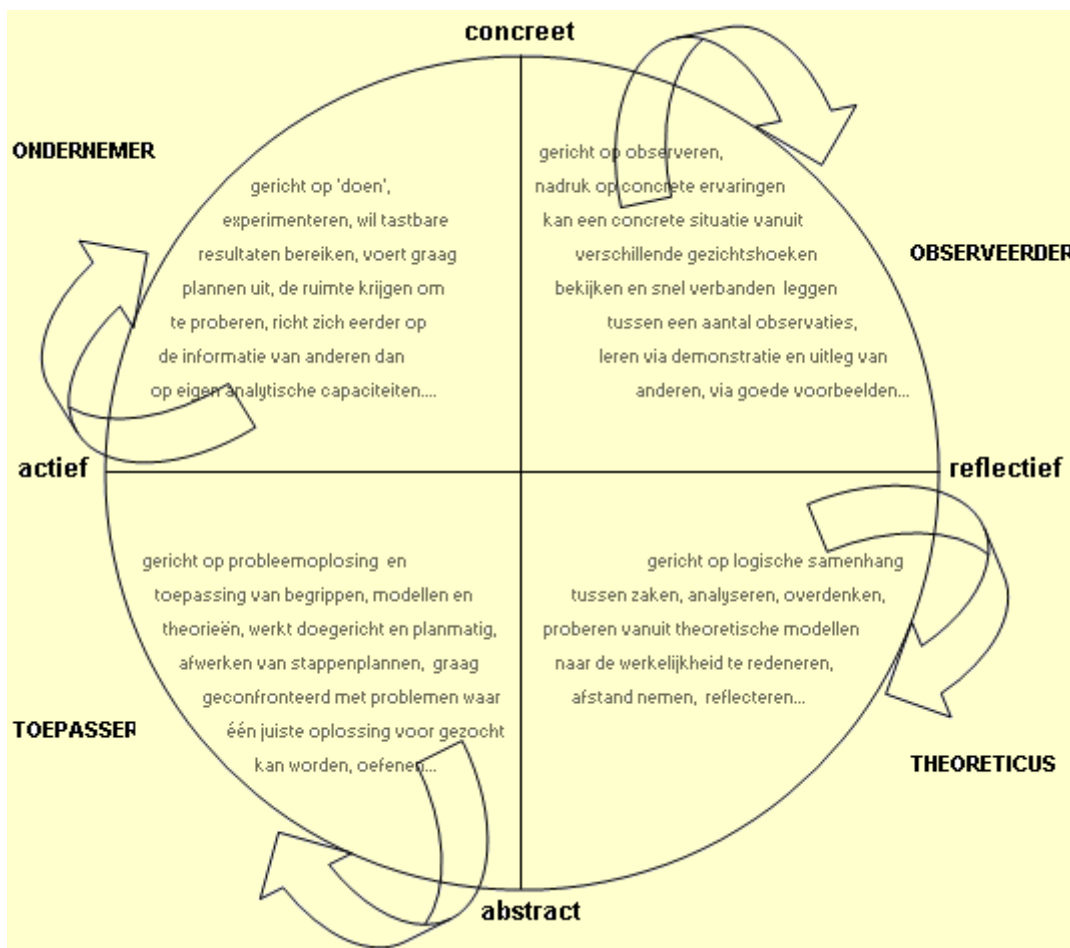 concreet
ONDERNEMER
gericht op 'doen',
experimenteren, wil tastbare
resultaten bereiken, voert graag
plannen uit, de ruimte krijgen om
te proberen, richt zich eerder op
de informatie van anderen dan
op eigen analytische capaciteiten....
gericht op observeren,
nadruk op concrete ervaringen
kan een concrete situatie vanuit
verschillende gezichtshoeken
bekijken en snel verbanden leggen
tussen een aantal observaties,
leren via demonstratie en uitleg van
anderen, via goede voorbeelden...
OBSERVEERDER
actief
reflectief
gericht op probleemoplosing en
toepassing van begrippen, modellen en
theorieën, werkt doegericht en planmatig,
afwerken van stappenplannen, graag
geconfronteerd met problemen waar
één juiste oplossing voor gezocht
kan worden, oefenen...
TOEPASSER
gericht op logische samenhang
tussen zaken, analyseren, overdenken,
proberen vanuit theoretische modellen
naar de werkelijkheid te redeneren,
afstand nemen, reflecteren...
THEORETICUS
abstract